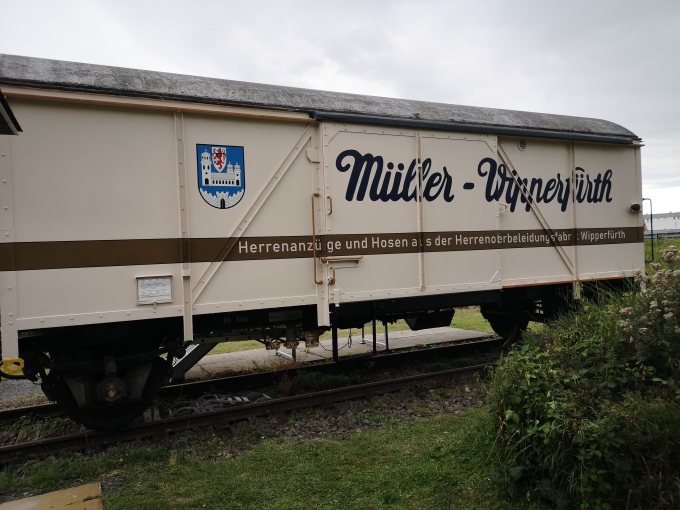 Müller-Wipperfürth
Herrenanzüge und Hosen aus der Herrenoberbekleidungsfabrik Wipperfürth